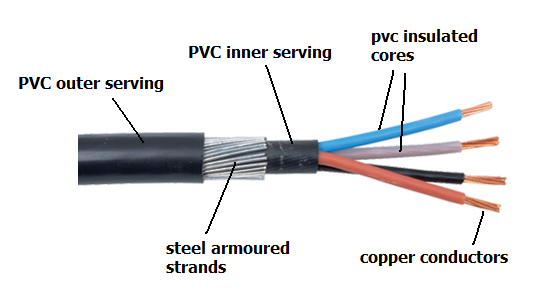 pvc insulated
cores
PVC inner serving
PVC outer serving
steel armoured
strands
copper conductors